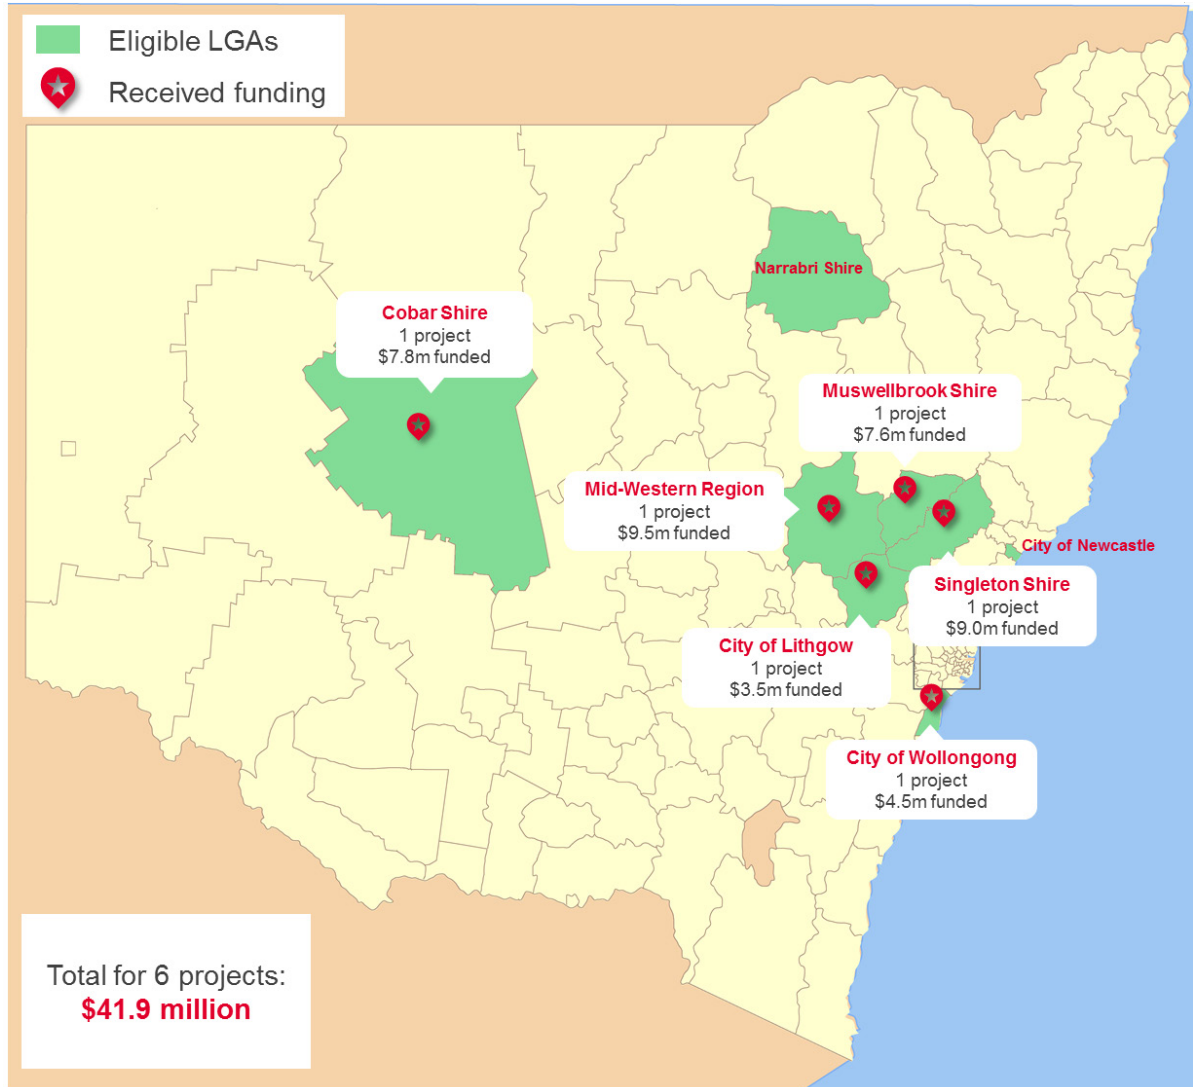 Eligible LGAs
Received funding
Narrabri Shire
Cobar Shire
1 project
$7.8m funded
Muswellbrook Shire
1 project
$7.6m funded
Mid-Western Region
1 project
$9.5m funded
City of Newcastle
Singleton Shire
1 project
$9.0m funded
City of Lithgow
1 project
$3.5m funded
City of Wollongong
1 project
$4.5m funded
Total for 6 projects:
$41.9 million